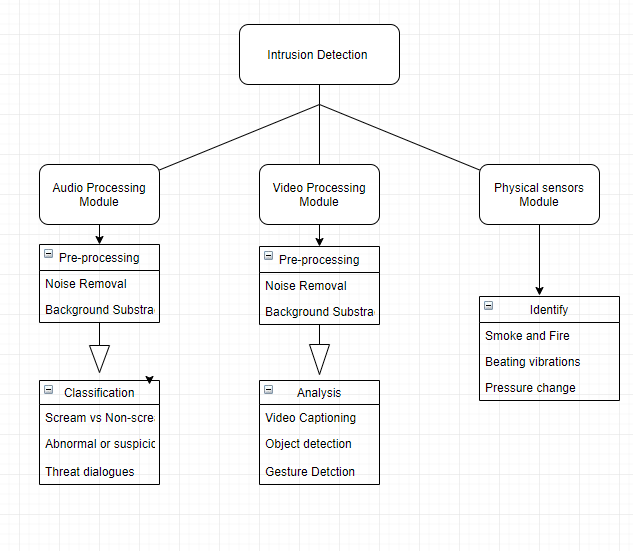 Intrusion Detection
Audio Processing
Module
Video Processing
Module
Physical sensors
Module
Pre-processing
Noise Removal
Background Substra
Pre-processing
Noise Removal
Background Substra
Identify
Smoke and Fire
Beating vibrations
Pressure change
Classification
Scream vs Non-screa
Abnormal or suspicio
Threat dialogues
Analysis
Video Captioning
Object detection
Gesture Detction